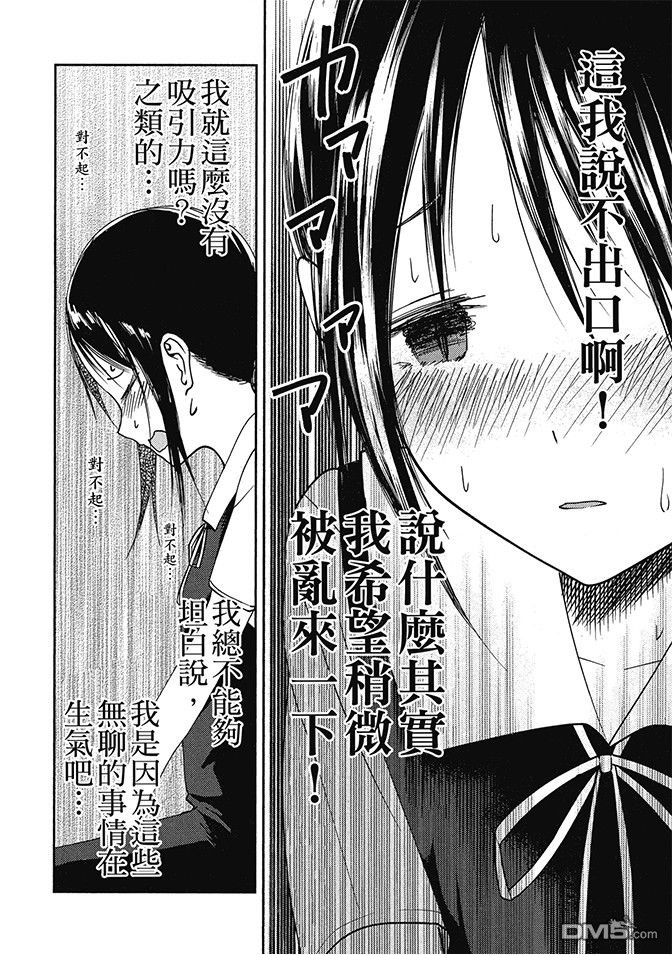 這我說不出口啊！
カァァァァァ
說什麼其實
我希望稍微
被亂來一下！
我就這麼沒有
吸引力嗎？
之類的…
對不起…
對不起…
對不起…
我總不能夠
坦白說，
我是因為這些
無聊的事情在
生氣吧…
DM5.com